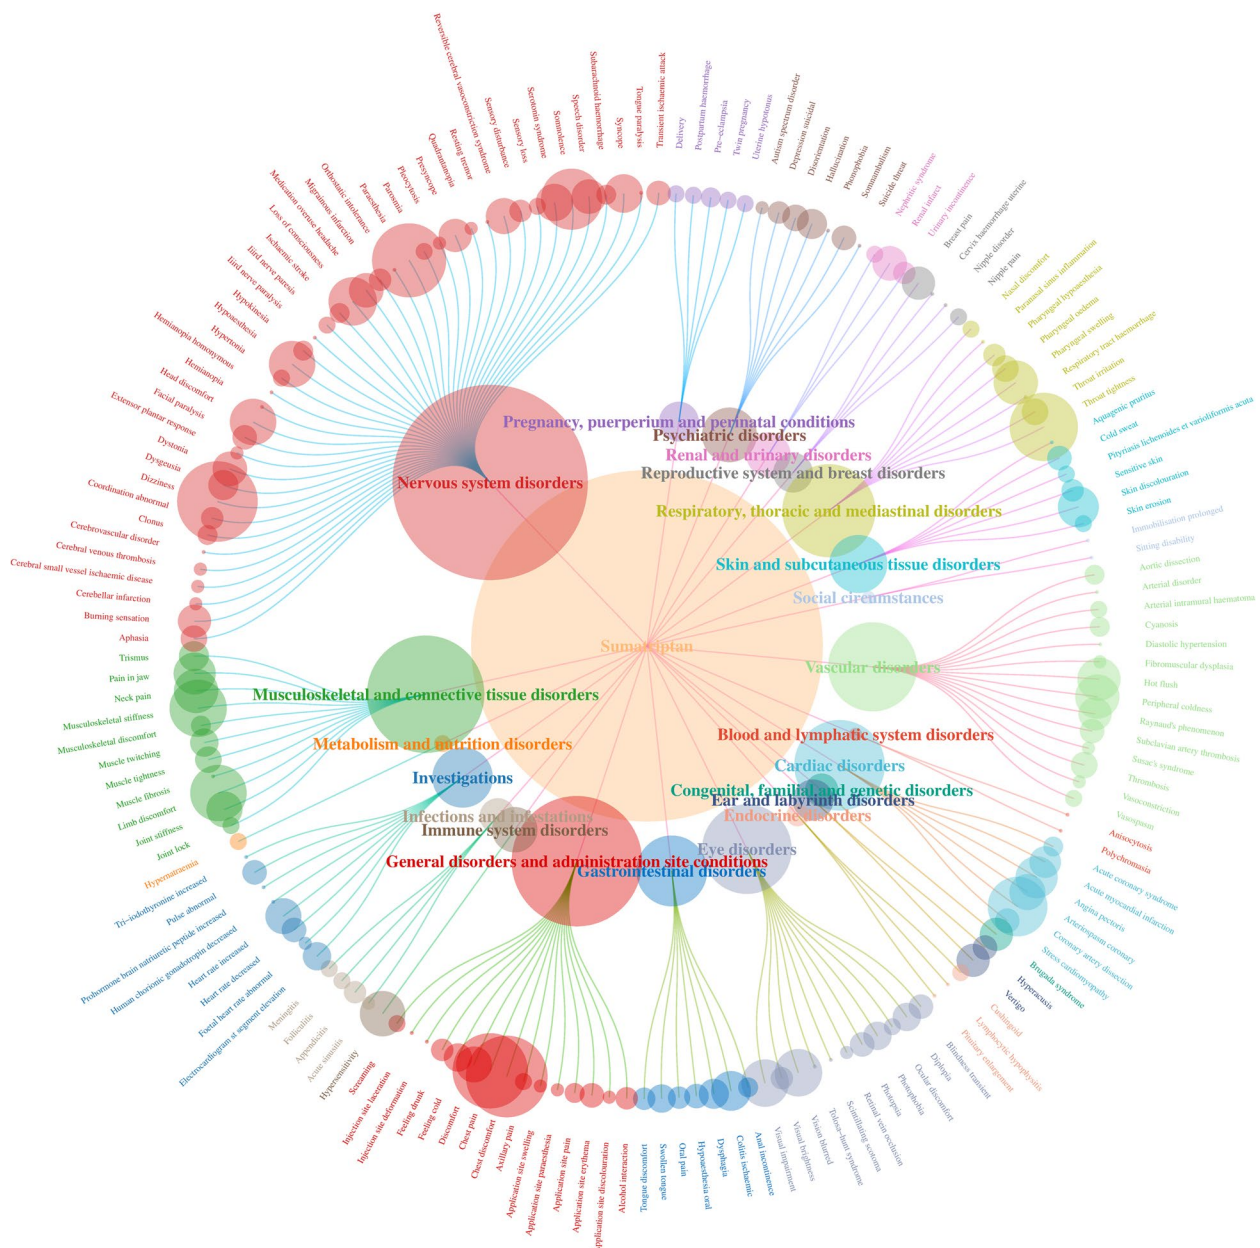 Reversible cerebral vasoconstriction syndrome
Sensory disturbance
Sensory loss
Serotonin syndrome
Somnolence
Speech disorder
Subarachnoid haemorrhage
Syncope
Tongue paralysis
Transient ischaemic attack
Delivery
Postpartum haemorrhage
Pre-eclampsia
Twin pregnancy
Uterine hypotonus
Autism spectrum disorder
Depression suicidal
Disorientation
Hallucination
Phonophobia
Somnambulism
Suicide threat
Nephritic syndrome
Renal infarct
Urinary incontinence
Breast pain
Cervix haemorrhage uterine
Nipple disorder
Nipple pain
Nasal discomfort
Paranasal sinus inflammation
Pharyngeal hypoaesthesia
Pharyngeal oedema
Pharyngeal swelling
Respiratory tract haemorrhage
Throat irritation
Throat tightness
Aquagenic pruritus
Cold sweat
Pityriasis lichenoides et varioliformis acuta
Sensitive skin
Skin discolouration
Skin erosion
Immobilisation prolonged
Sitting disability
Aortic dissection
Arterial disorder
Arterial intramural haematoma
Cyanosis
Diastolic hypertension
Fibromuscular dysplasia
Hot flush
Peripheral coldness
Raynaud's phenomenon
Subclavian artery thrombosis
Susac's syndrome
Thrombosis
Vasoconstriction
Vasospasm
Anisocytosis
Polychromasia
Acute coronary syndrome
Acute myocardial infarction
Angina pectoris
Arteriospasm coronary
Coronary artery dissection
Stress cardiomyopathy
Brugada syndrome
Hyperacusis
Vertigo
Cushingoid
Lymphocytic hypophysitis
Pituitary enlargement
Blindness transient
Diplopia
Ocular discomfort
Photophobia
Photopsia
Retinal vein occlusion
Scintillating scotoma
Tolosa-hunt syndrome
Vision blurred
Visual brightness
Visual impairment
Anal incontinence
Colitis ischaemic
Dysphagia
Hypoaesthesia oral
Oral pain
Swollen tongue
Tongue discomfort
Alcohol interaction
pplication site discolouration
Application site erythema
Application site pain
Application site paraesthesia
Application site swelling
Axillary pain
Chest discomfort
Chest pain
Discomfort
Feeling cold
Feeling drunk
Injection site deformation
Injection site laceration
Screaming
Hypersensitivity
Acute sinusitis
Appendicitis
Folliculitis
Meningitis
Electrocardiogram st segment elevation
Foetal heart rate abnormal
Heart rate decreased
Heart rate increased
Human chorionic gonadotropin decreased
Prohormone brain natriuretic peptide increased
Pulse abnormal
Tri-iodothyronine increased
Hypernatraemia
Joint lock
Joint stiffness
Limb discomfort
Muscle fibrosis
Muscle tightness
Muscle twitching
Musculoskeletal discomfort
Musculoskeletal stiffness
Neck pain
Pain in jaw
Trismus
Aphasia
Burning sensation
Cerebellar infarction
Cerebral small vessel ischaemic disease
Cerebral venous thrombosis
Cerebrovascular disorder
Clonus
Coordination abnormal
Dizziness
Dysgeusia
Dystonia
Extensor plantar response
Facial paralysis
Head discomfort
Hemianopia
Hemianopia homonymous
Hypertonia
Hypoaesthesia
Hypokinesia
Iiird nerve paralysis
Iiird nerve paresis
Ischaemic stroke
Loss of consciousness
Medication overuse headache
Migrainous infarction
Orthostatic intolerance
Paraesthesia
Parosmia
Pleocytosis
Presyncope
Quadrantanopia
Resting tremor
Pregnancy, puerperium and perinatal conditions
Psychiatric disorders
Renal and urinary disorders
Reproductive system and breast disorders
Nervous system disorders
Respiratory, thoracic and mediastinal disorders
Skin and subcutaneous tissue disorders
Social circumstances
Sumatriptan
Vascular disorders
Musculoskeletal and connective tissue disorders
Blood and lymphatic system disorders
Metabolism and nutrition disorders
Cardiac disorders
Investigations
Congenital, familial and genetic disorders
Ear and labyrinth disorders
Infections and infestations
Endocrine disorders
Immune system disorders
Eye disorders
General disorders and administration site conditions
Gastrointestinal disorders